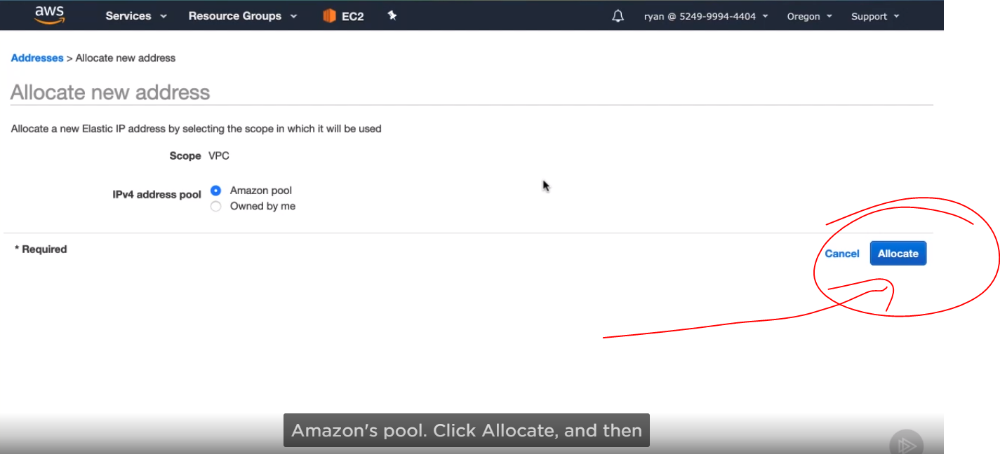 aws Services Resource Groups EC2 ryan @ 5249-9994-4404 Oregon Support
Addresses > Allocate new address
Allocate new address
Allocate a new Elastic IP address by selecting the scope in which it will be used
Scope VPC
IPv4 address pool Amazon pool
Owned by me
* Required Cancel Allocate
Amazon's pool. Click Allocate, and then